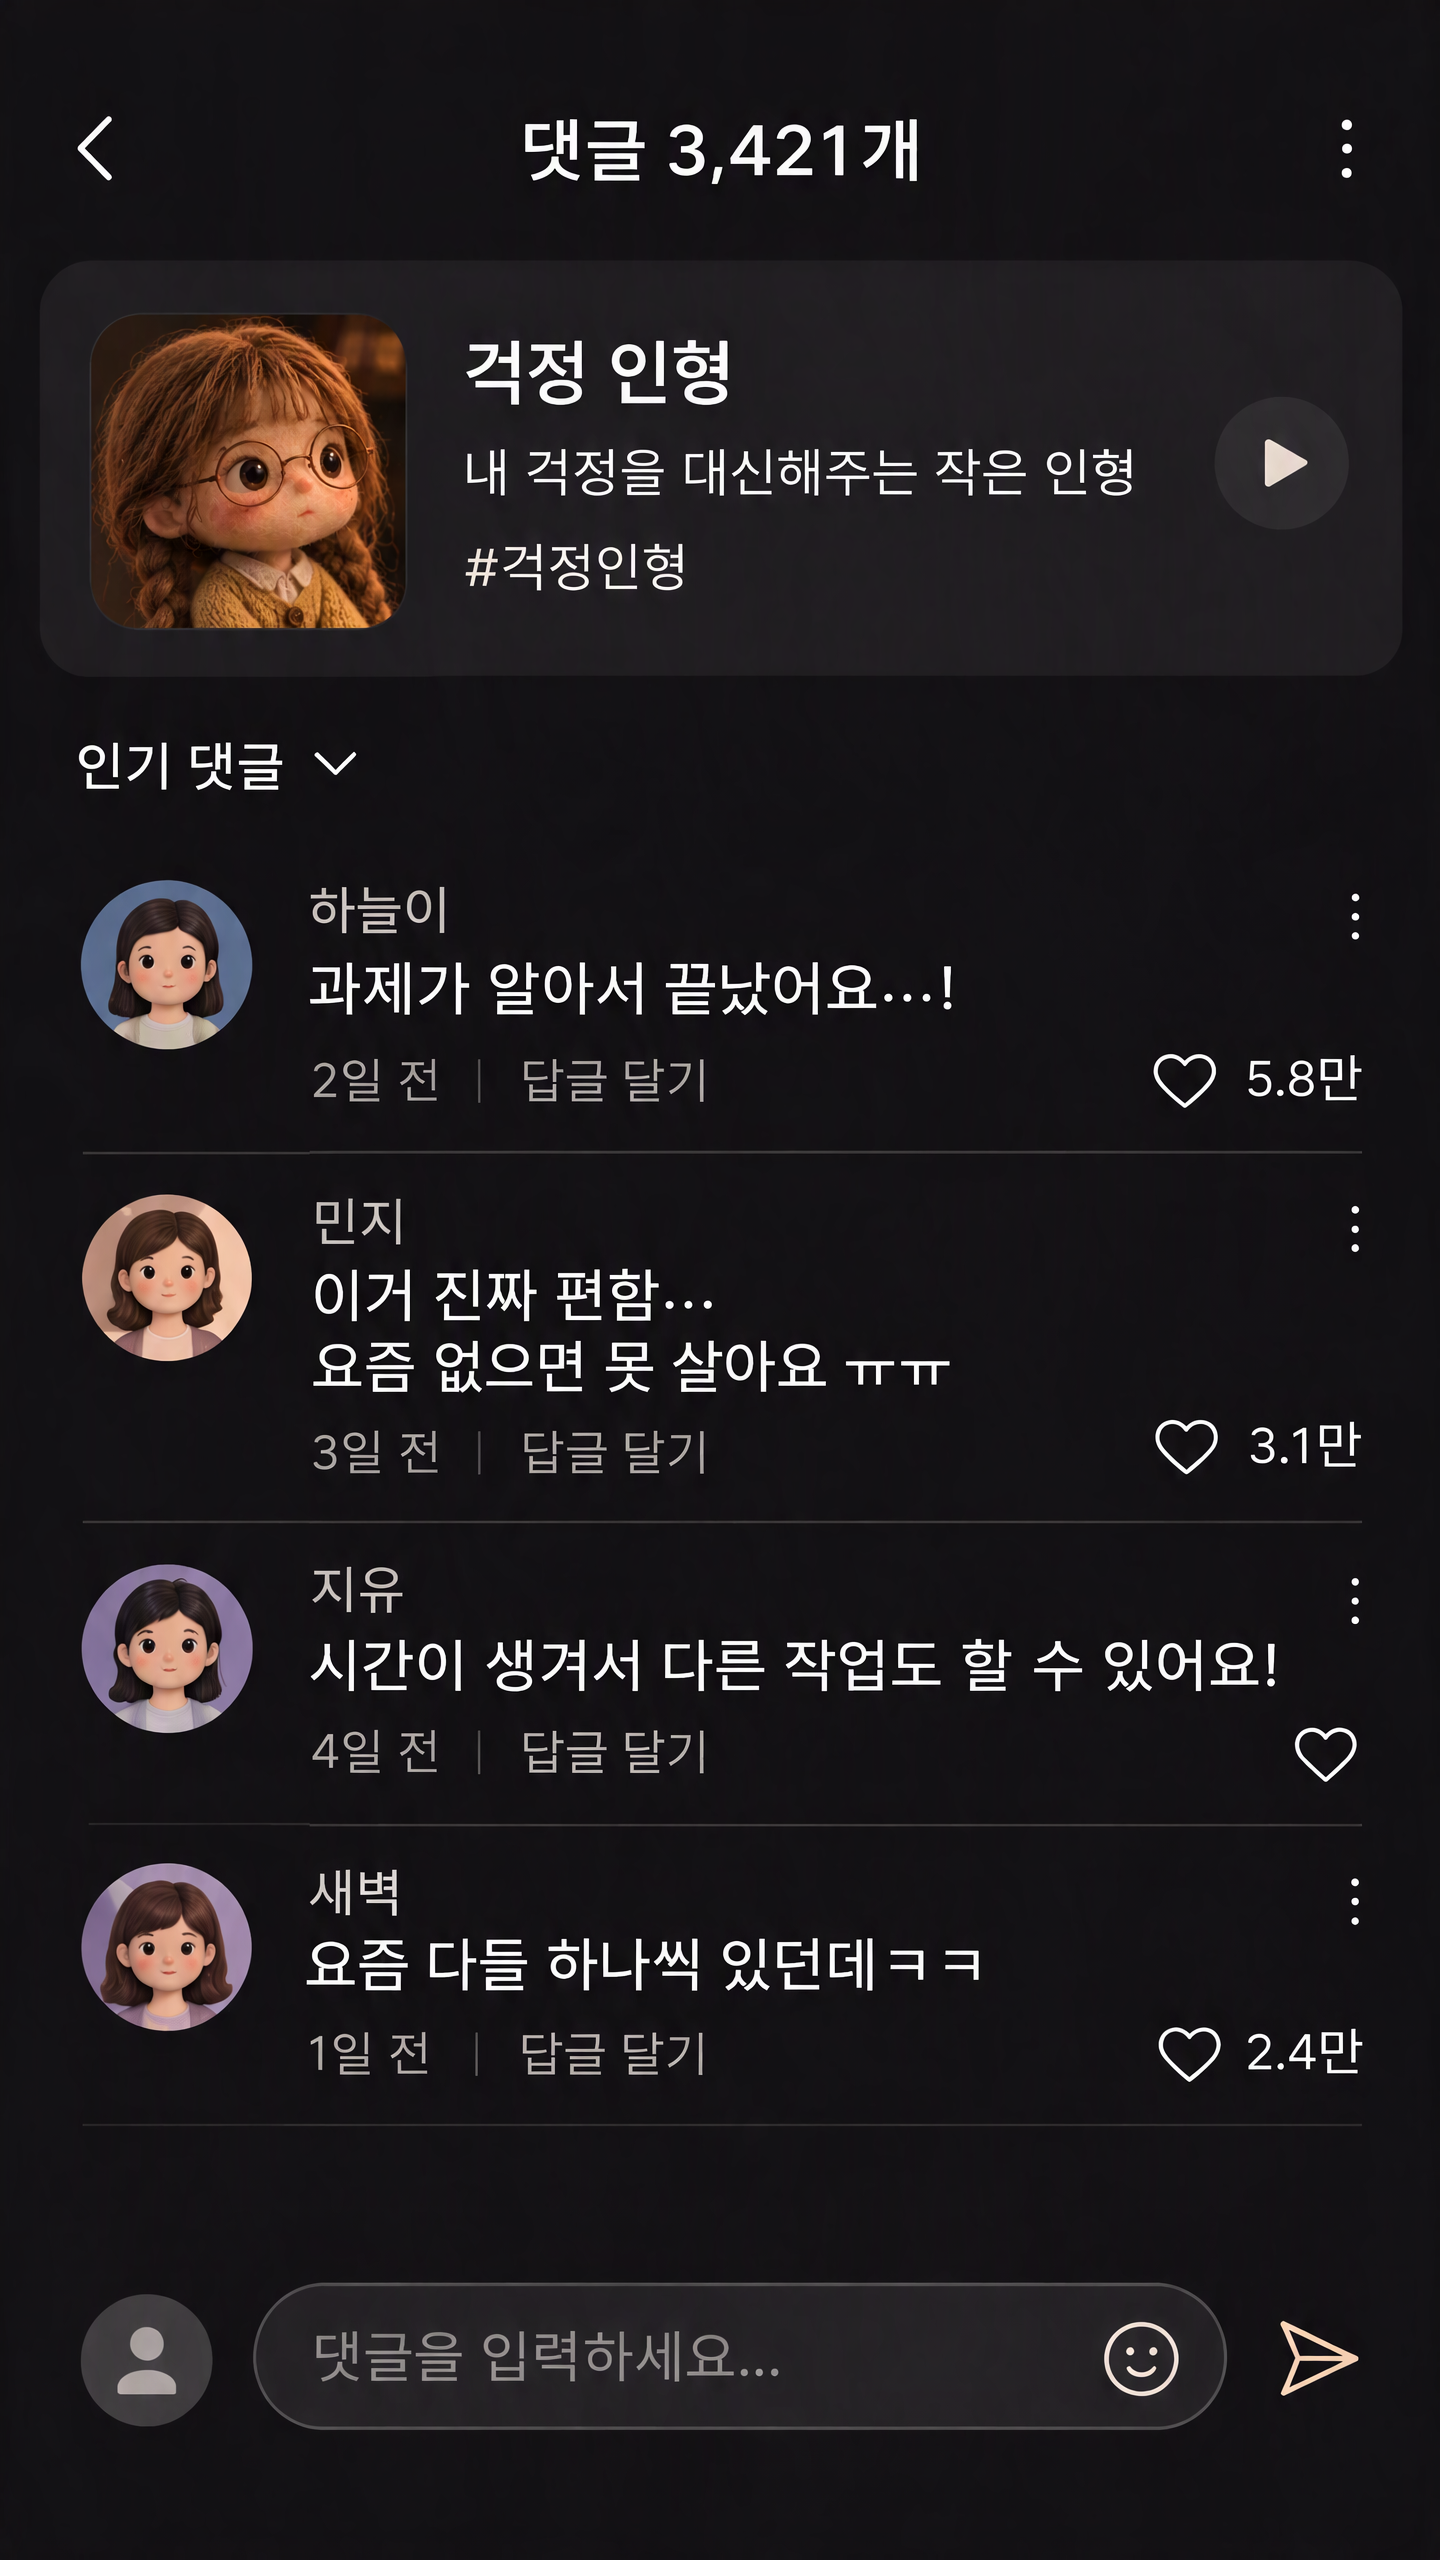 댓글 3,421개
걱정 인형
내 걱정을 대신해주는 작은 인형
#걱정인형
인기 댓글
하늘이
과제가 알아서 끝났어요...!
2일 전 | 답글 달기 5.8만
민지
이거 진짜 편함...
요즘 없으면 못 살아요 ㅠㅠ
3일 전 | 답글 달기 3.1만
지유
시간이 생겨서 다른 작업도 할 수 있어요!
4일 전 | 답글 달기
새벽
요즘 다들 하나씩 있던데ㅋㅋ
1일 전 | 답글 달기 2.4만
댓글을 입력하세요...